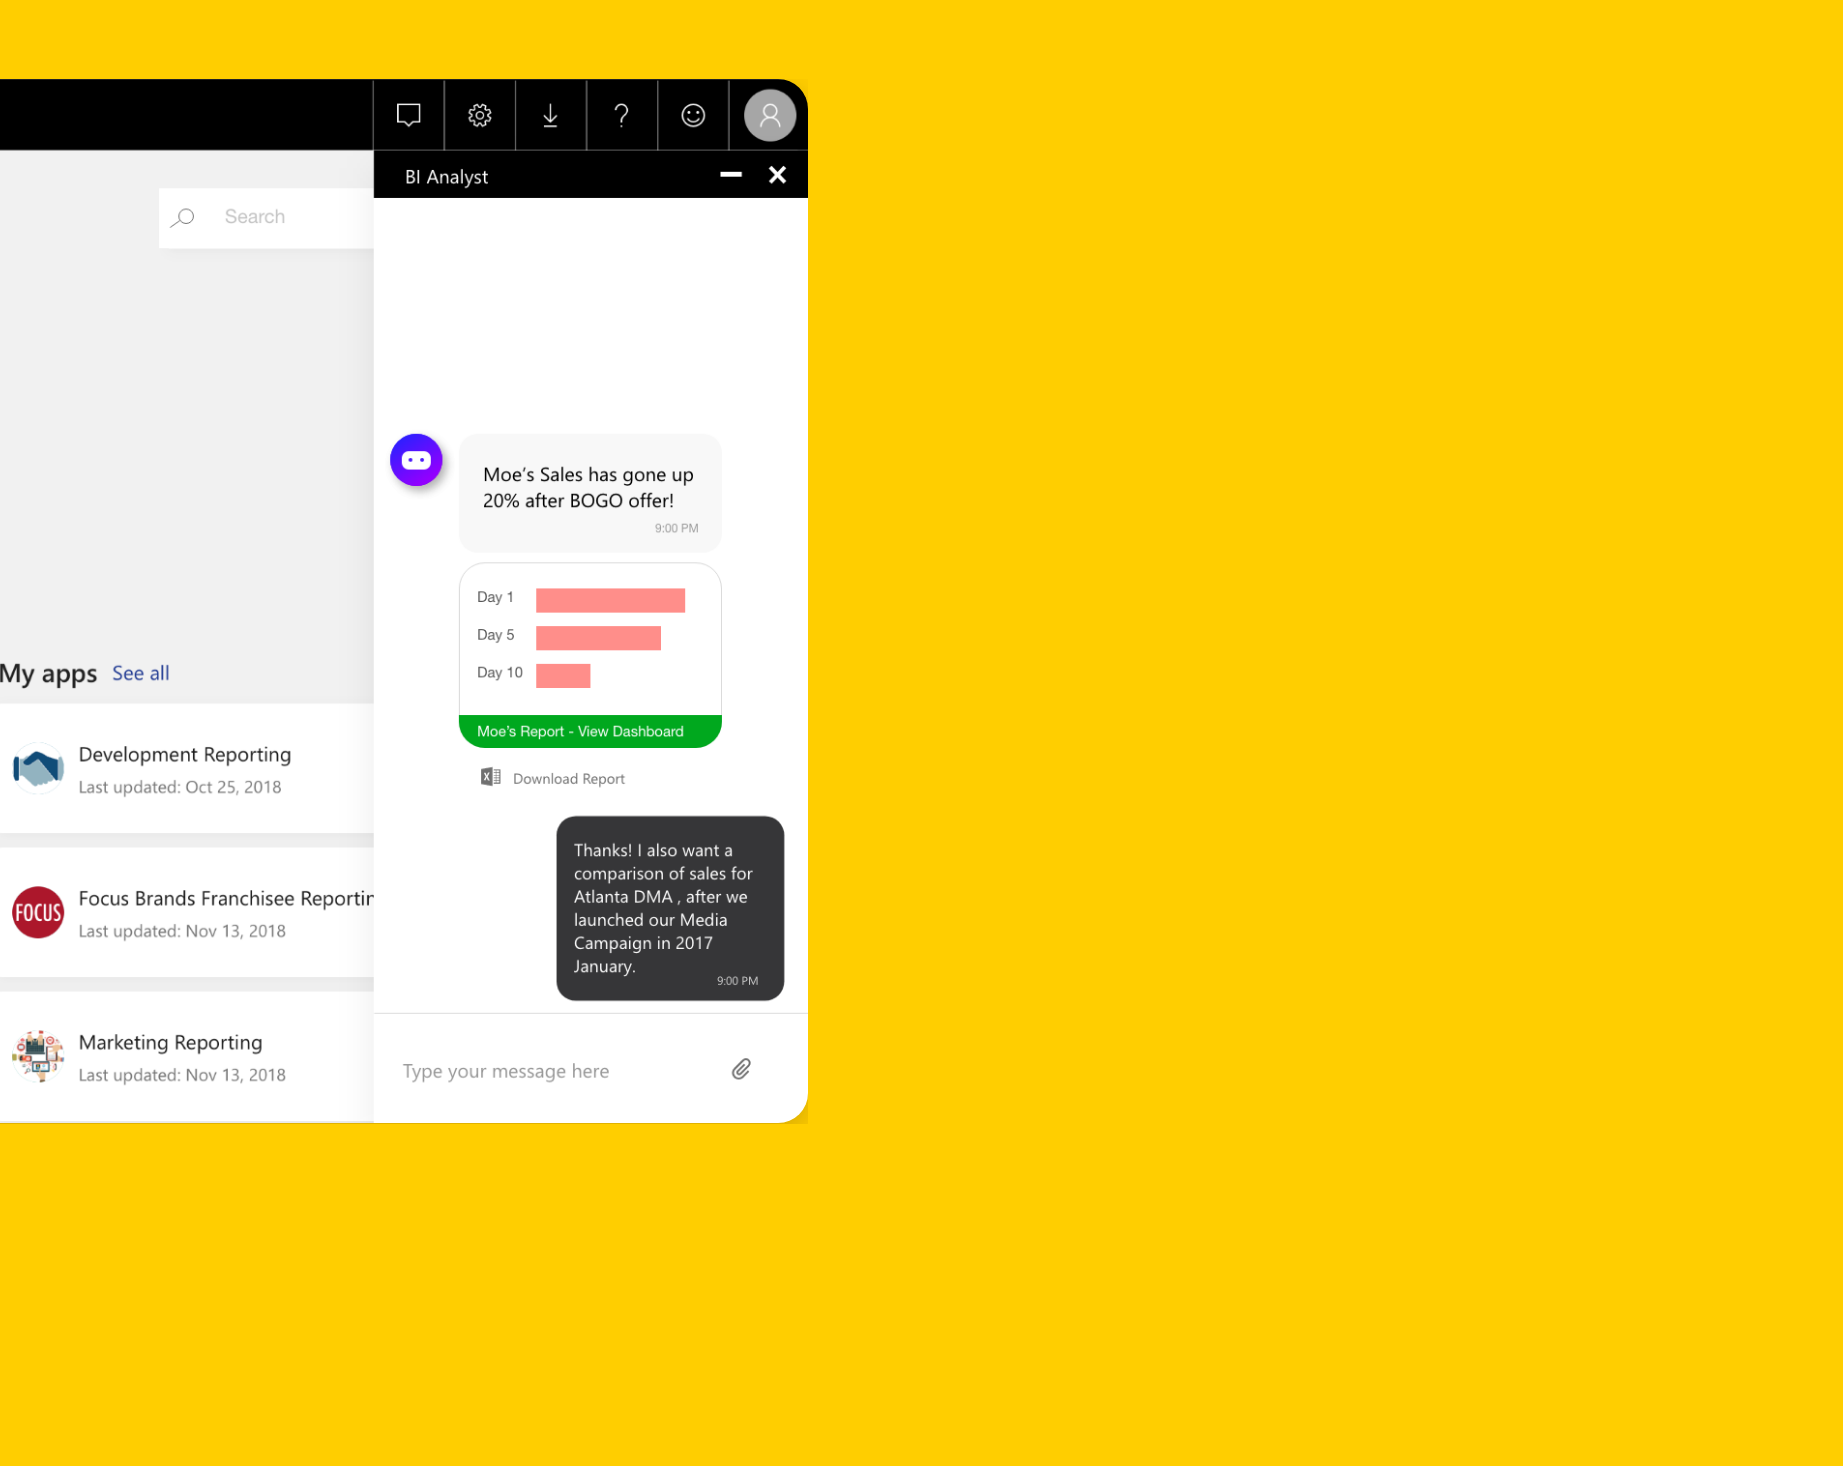 BI Analyst
Search
Moe's Sales has gone up
20% after BOGO offer!
9:00 PM
Day 1
Day 5
Day 10
Moe's Report - View Dashboard
Download Report
My apps See all
Development Reporting
Last updated: Oct 25, 2018
FOCUS
Focus Brands Franchisee Reportin
Last updated: Nov 13, 2018
Marketing Reporting
Last updated: Nov 13, 2018
Thanks! I also want a
comparison of sales for
Atlanta DMA , after we
launched our Media
Campaign in 2017
January.
9:00 PM
Type your message here